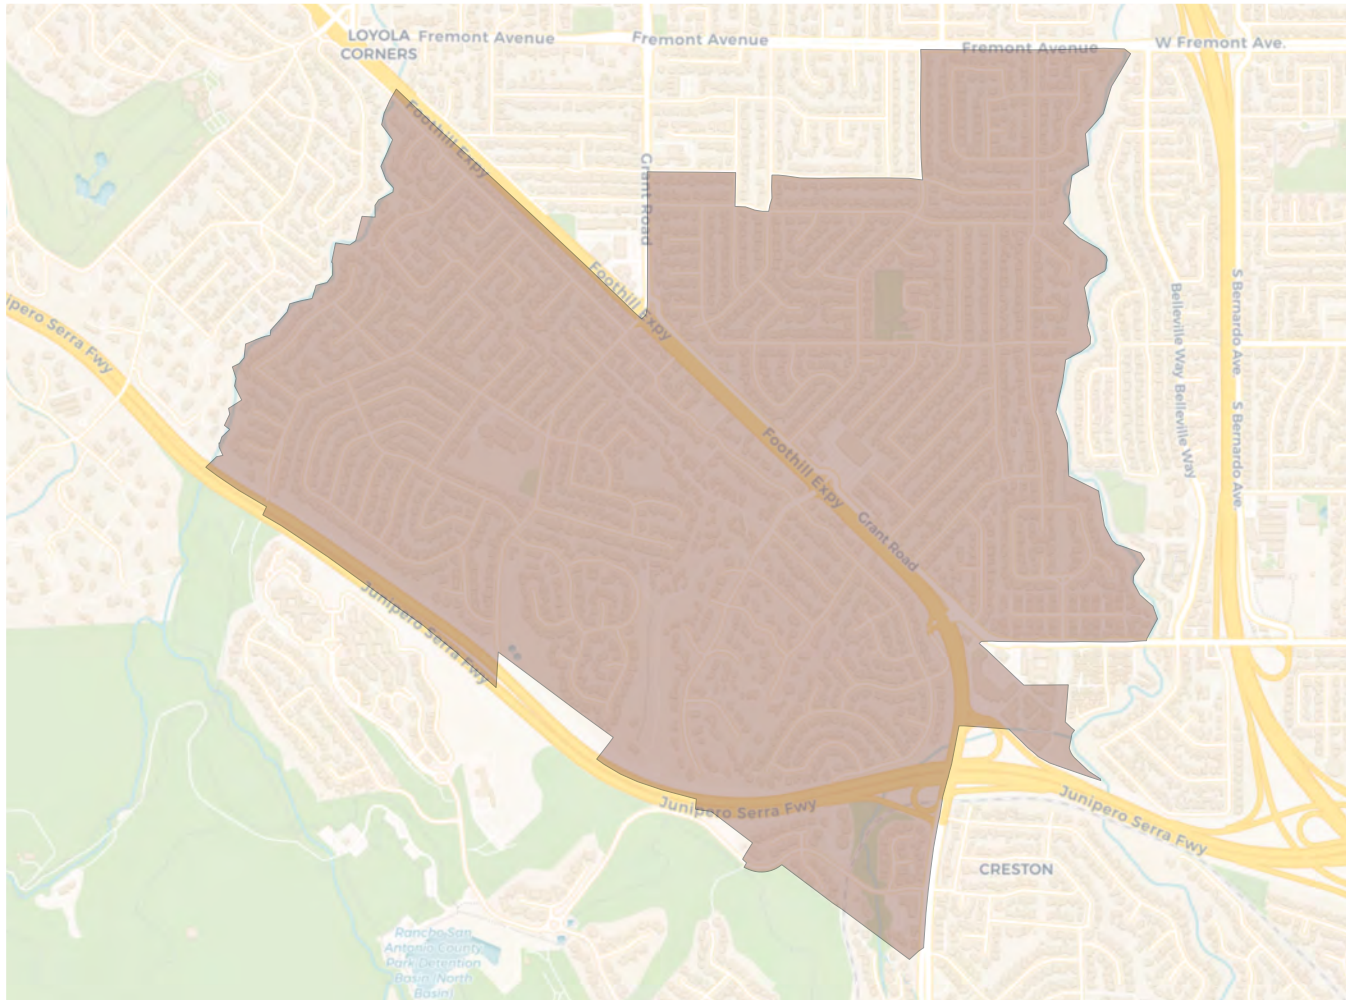 LOYOLA
CORNERS
Fremont Avenue
Fremont Avenue
Fremont Avenue
W Fremont Ave.
Foothill Expy
Grant Road
Foothill Expy
ipero Serra Fwy
Belleville Way
Belleville Way
S Bernardo Ave
S Bernardo Ave.
Foothill Expy
Grant Road
Junipero Serra Fwy
Junipero Serra Fwy
Junipero Serra Fwy
CRESTON
Rancho San
Antonio County
Park Detention
Basin (North
Basin)